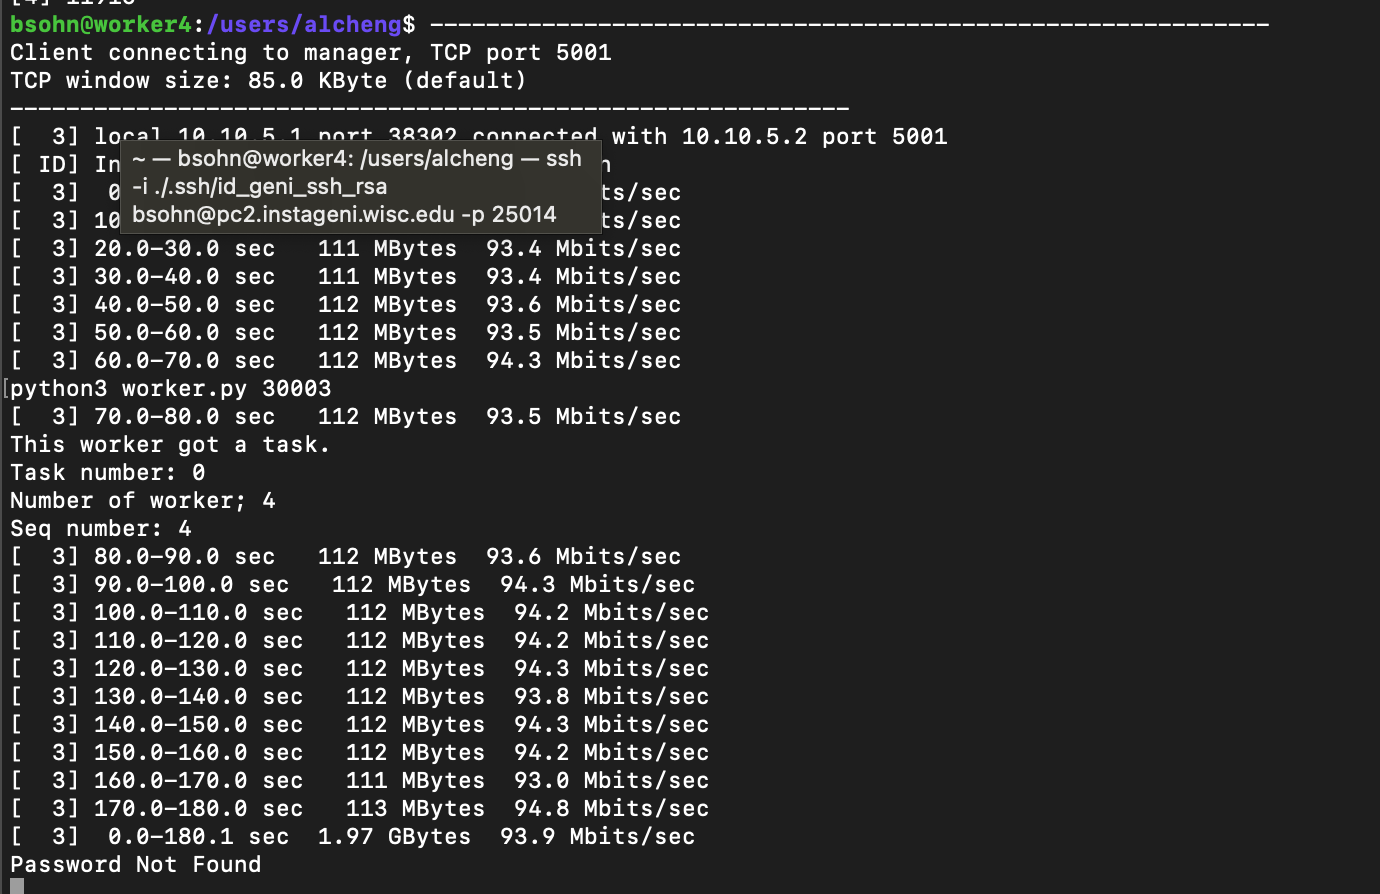 bsohn@worker4:/users/alcheng$ ------------------------------------------------------------
Client connecting to manager, TCP port 5001
TCP window size: 85.0 KByte (default)
------------------------------------------------------------
[  3] local 10.10.5.1 port 38302 connected with 10.10.5.2 port 5001
[ ID] In
~ — bsohn@worker4: /users/alcheng — ssh
-i ./.ssh/id_geni_ssh_rsa
bsohn@pc2.instageni.wisc.edu -p 25014
[  3]  0 ts/sec
[  3] 10 ts/sec
[  3] 20.0-30.0 sec   111 MBytes  93.4 Mbits/sec
[  3] 30.0-40.0 sec   111 MBytes  93.4 Mbits/sec
[  3] 40.0-50.0 sec   112 MBytes  93.6 Mbits/sec
[  3] 50.0-60.0 sec   112 MBytes  93.5 Mbits/sec
[  3] 60.0-70.0 sec   112 MBytes  94.3 Mbits/sec
[python3 worker.py 30003
[  3] 70.0-80.0 sec   112 MBytes  93.5 Mbits/sec
This worker got a task.
Task number: 0
Number of worker; 4
Seq number: 4
[  3] 80.0-90.0 sec   112 MBytes  93.6 Mbits/sec
[  3] 90.0-100.0 sec   112 MBytes  94.3 Mbits/sec
[  3] 100.0-110.0 sec   112 MBytes  94.2 Mbits/sec
[  3] 110.0-120.0 sec   112 MBytes  94.2 Mbits/sec
[  3] 120.0-130.0 sec   112 MBytes  94.3 Mbits/sec
[  3] 130.0-140.0 sec   112 MBytes  93.8 Mbits/sec
[  3] 140.0-150.0 sec   112 MBytes  94.3 Mbits/sec
[  3] 150.0-160.0 sec   112 MBytes  94.2 Mbits/sec
[  3] 160.0-170.0 sec   111 MBytes  93.0 Mbits/sec
[  3] 170.0-180.0 sec   113 MBytes  94.8 Mbits/sec
[  3]  0.0-180.1 sec  1.97 GBytes  93.9 Mbits/sec
Password Not Found